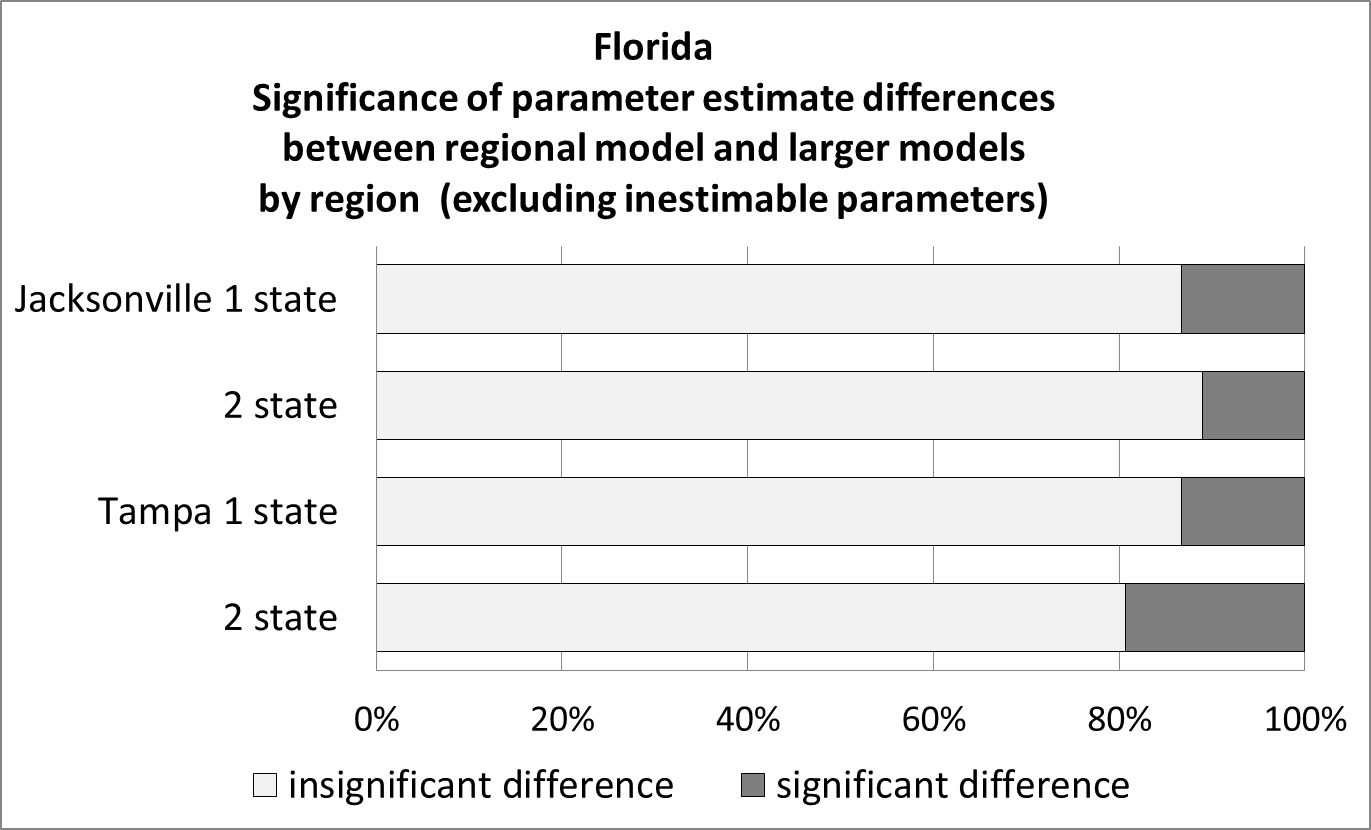 Florida
Significance of parameter estimate differences
between regional model and larger models
by region  (excluding inestimable parameters)
Jacksonville 1 state
2 state
Tampa 1 state
2 state
0% 20% 40% 60% 80% 100%
insignificant difference significant difference